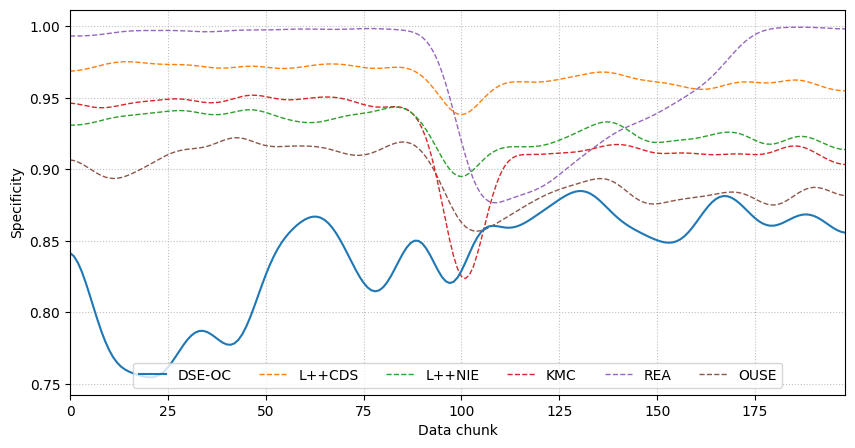 Specificity
1.00
0.95
0.90
0.85
0.80
0.75
DSE-OC L++CDS L++NIE KMC REA OUSE
0 25 50 75 100 125 150 175
Data chunk